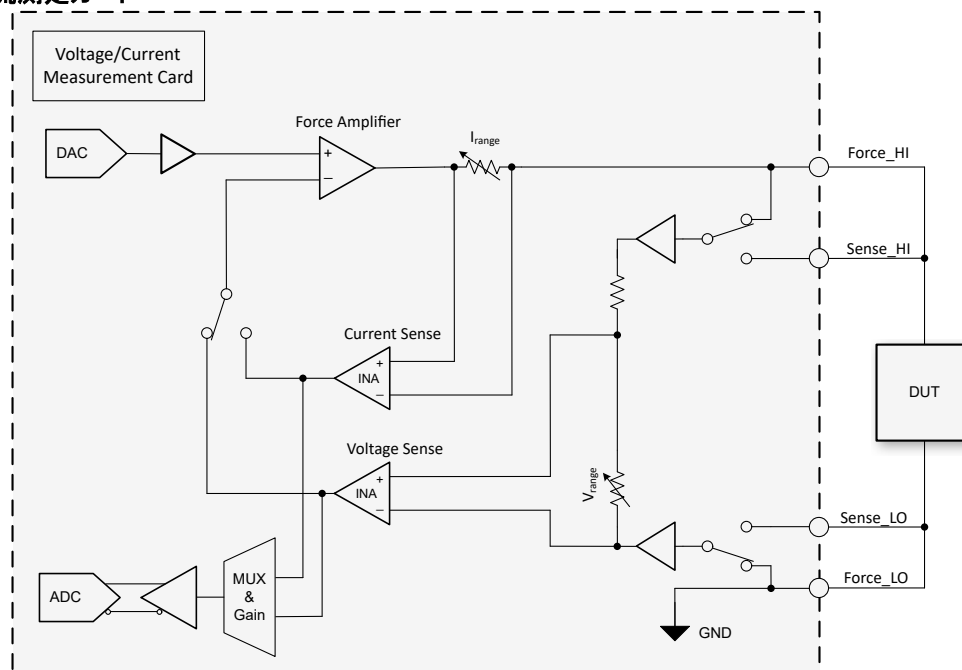 Voltage/Current
Measurement Card
Force Amplifier
DAC
+
–
Irange
Force_HI
Sense_HI
Current Sense
+
INA
–
DUT
Voltage Sense
+
INA
–
Vrange
Sense_LO
MUX
&
Gain
ADC
Force_LO
GND